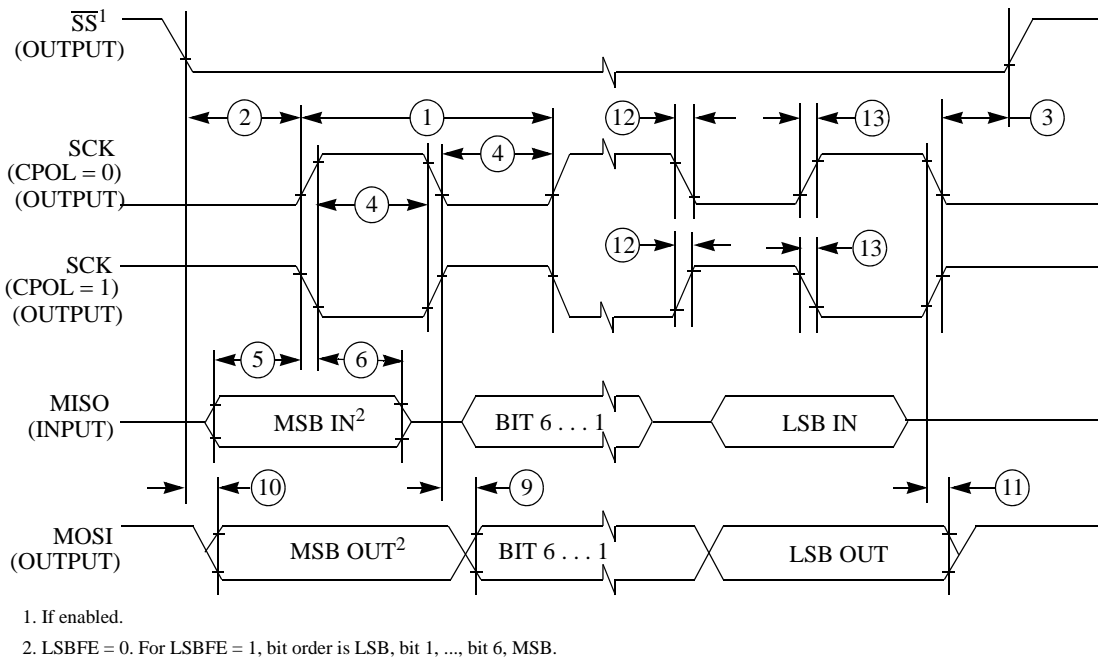 SS1
(OUTPUT)
2
1
12
13
3
SCK
(CPOL = 0)
(OUTPUT)
4
4
SCK
(CPOL = 1)
(OUTPUT)
12
13
5
6
MISO
(INPUT)
MSB IN2
BIT 6 . . . 1
LSB IN
10
9
11
MOSI
(OUTPUT)
MSB OUT2
BIT 6 . . . 1
LSB OUT
1. If enabled.
2. LSBFE = 0. For LSBFE = 1, bit order is LSB, bit 1, ..., bit 6, MSB.